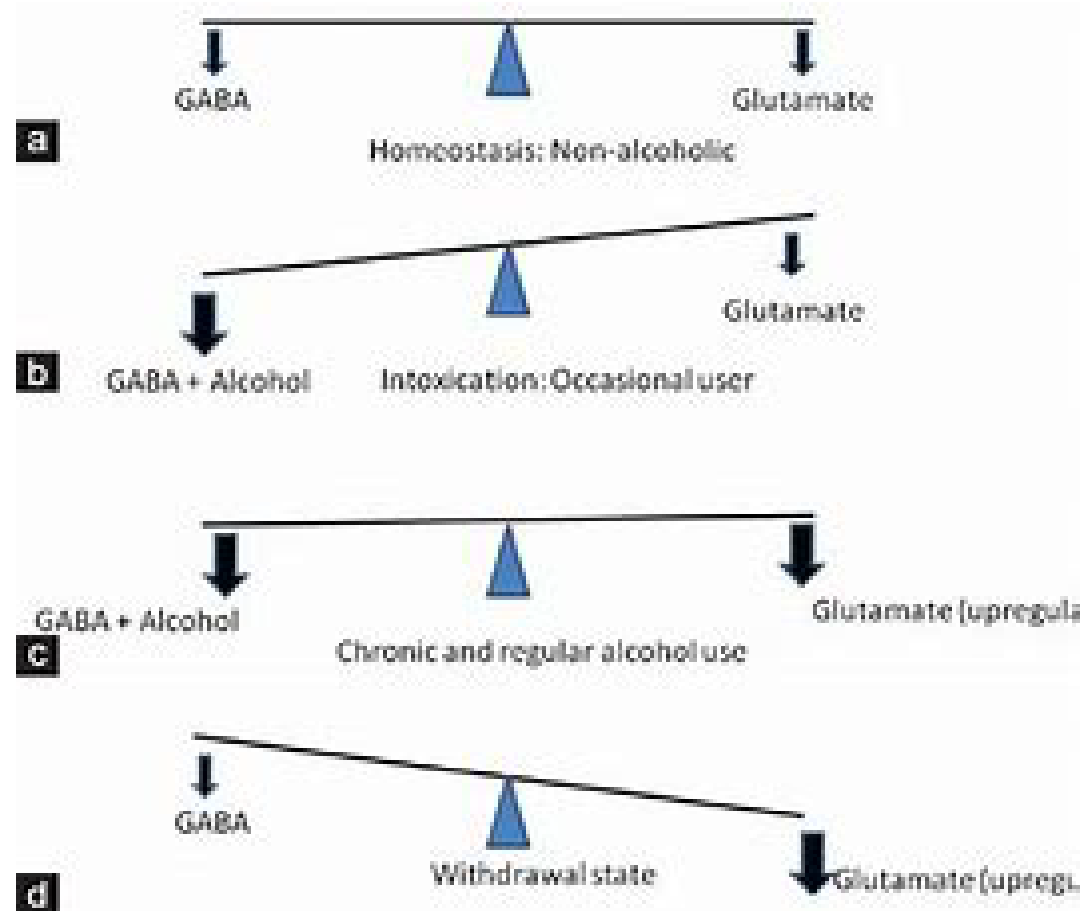 GABA
Glutamate
a
Homeostasis: Non-alcoholic
Glutamate
b
GABA + Alcohol
Intoxication: Occasional user
GABA + Alcohol
Glutamate (upregula
c
Chronic and regular alcohol use
GABA
Withdrawal state
Glutamate (upregu
d